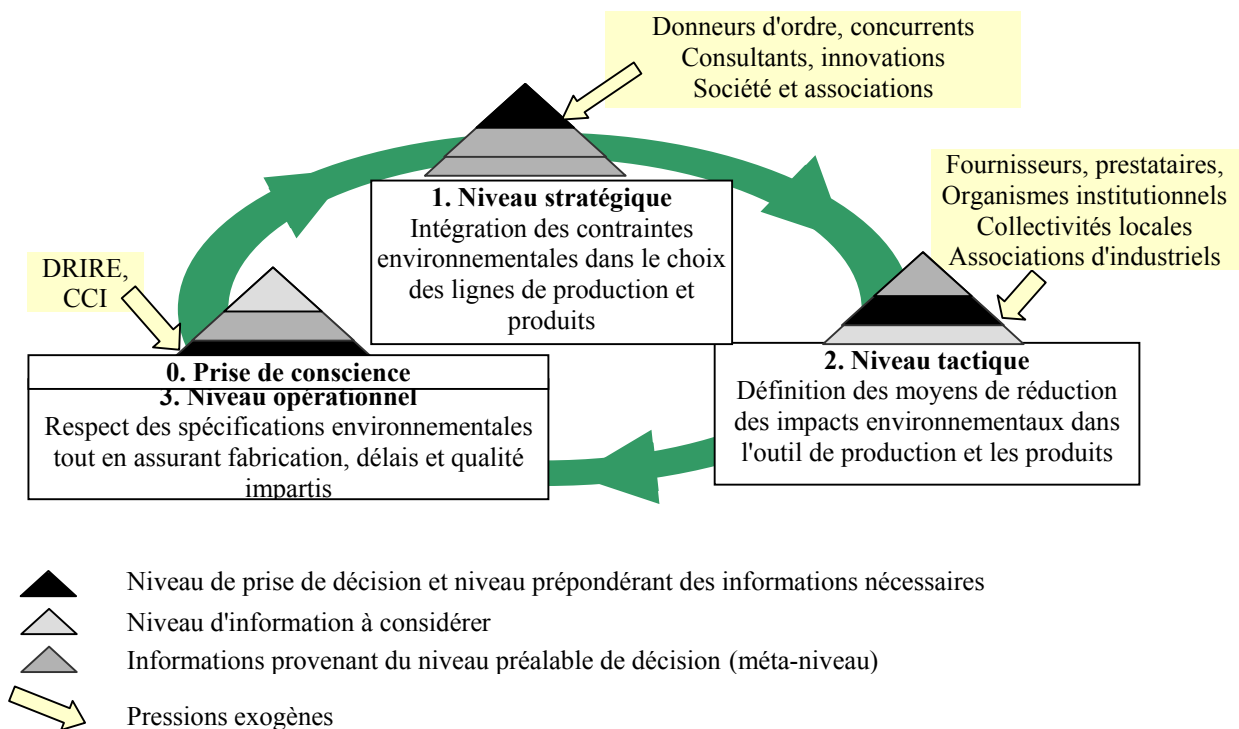 Donneurs d'ordre, concurrents
Consultants, innovations
Société et associations
Fournisseurs, prestataires,
Organismes institutionnels
Collectivités locales
Associations d'industriels
DRIRE,
CCI
1. Niveau stratégique
Intégration des contraintes
environnementales dans le choix
des lignes de production et
produits
0. Prise de conscience
3. Niveau opérationnel
Respect des spécifications environnementales
tout en assurant fabrication, délais et qualité
impartis
2. Niveau tactique
Définition des moyens de réduction
des impacts environnementaux dans
l'outil de production et les produits
Niveau de prise de décision et niveau prépondérant des informations nécessaires
Niveau d'information à considérer
Informations provenant du niveau préalable de décision (méta-niveau)
Pressions exogènes